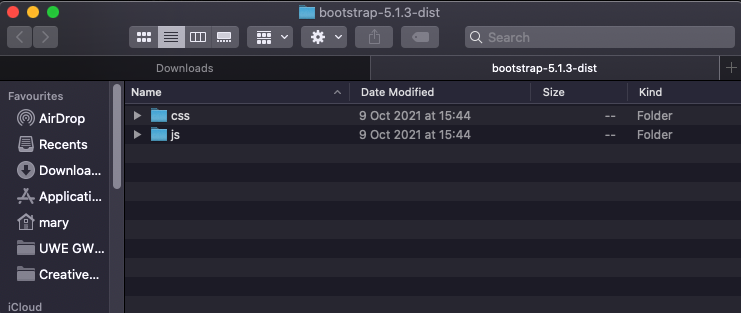 bootstrap-5.1.3-dist
Search
Downloads
bootstrap-5.1.3-dist
Favourites
AirDrop
Recents
Downloa...
Applicati...
mary
UWE GW...
Creative...
iCloud
Name Date Modified Size Kind
css 9 Oct 2021 at 15:44 -- Folder
js 9 Oct 2021 at 15:44 -- Folder